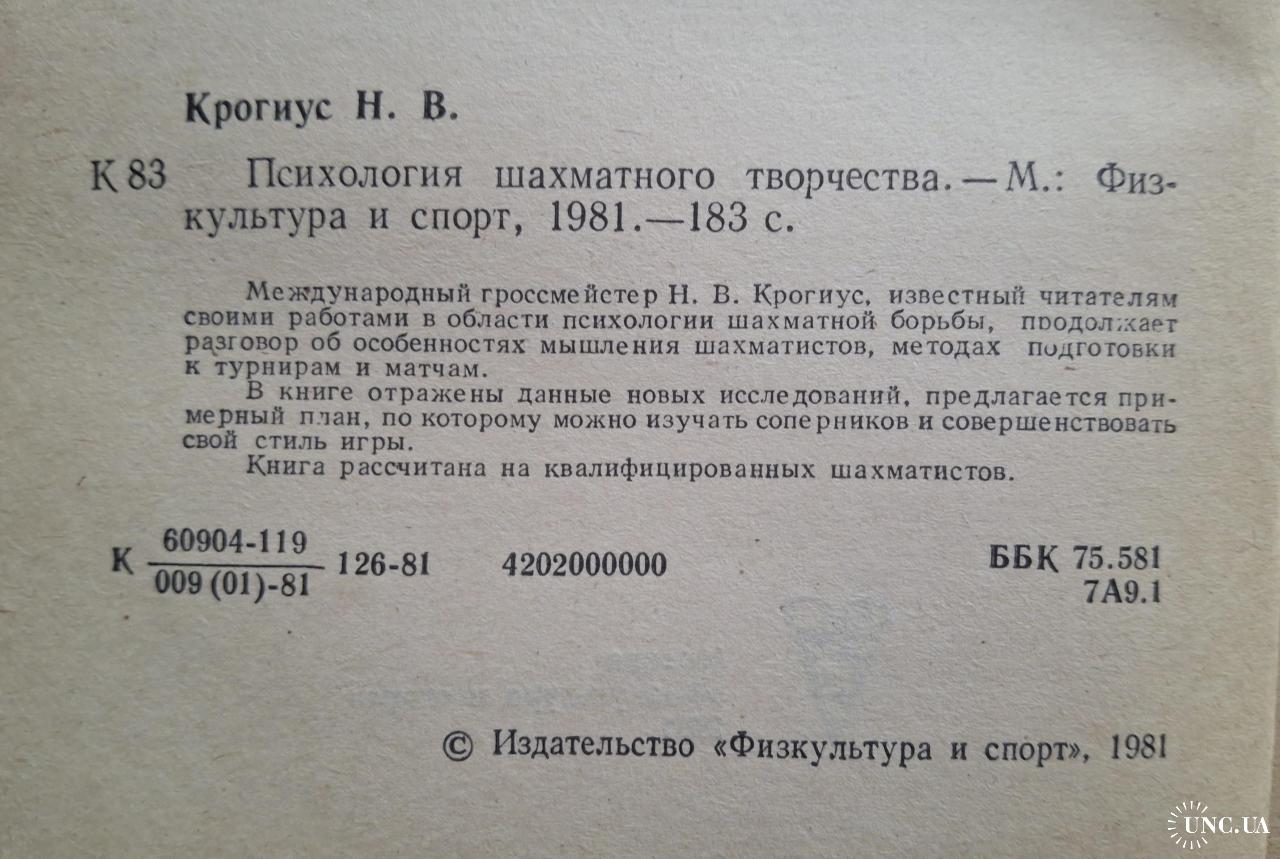 Крогиус Н. В.
К 83 Психология шахматного творчества. — М.: Физ-
культура и спорт, 1981.—183 с.
Международный гроссмейстер Н. В. Крогиус, известный читателям
своими работами в области психологии шахматной борьбы, продолжает
разговор об особенностях мышления шахматистов, методах подготовки
к турнирам и матчам.
В книге отражены данные новых исследований, предлагается при-
мерный план, по которому можно изучать соперников и совершенствовать
свой стиль игры.
Книга рассчитана на квалифицированных шахматистов.
К 60904-119 126-81 4202000000 ББК 75.581
009 (01)-81 7А9.1
© Издательство «Физкультура и спорт», 1981
UNC.UA